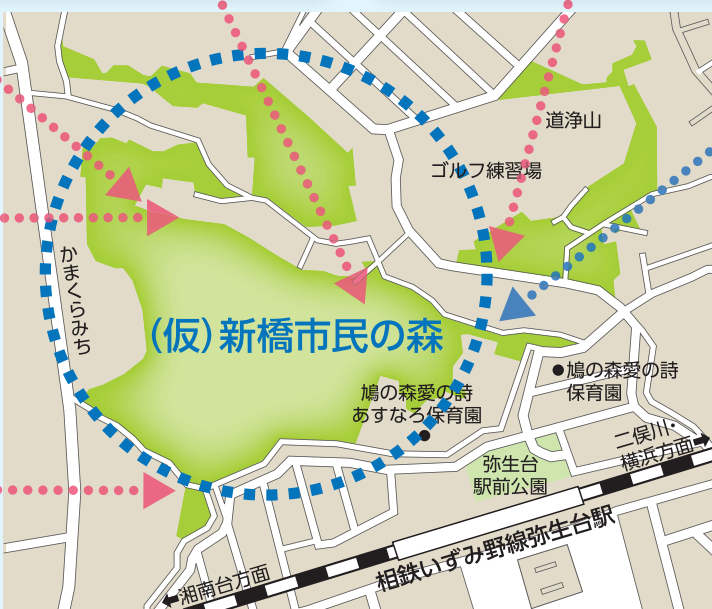 道浄山
ゴルフ練習場
かまくらみち
(仮)新橋市民の森
鳩の森愛の詩
あすなろ保育園
鳩の森愛の詩
保育園
二俣川・
横浜方面
弥生台
駅前公園
相鉄いずみ野線弥生台駅
湘南台方面